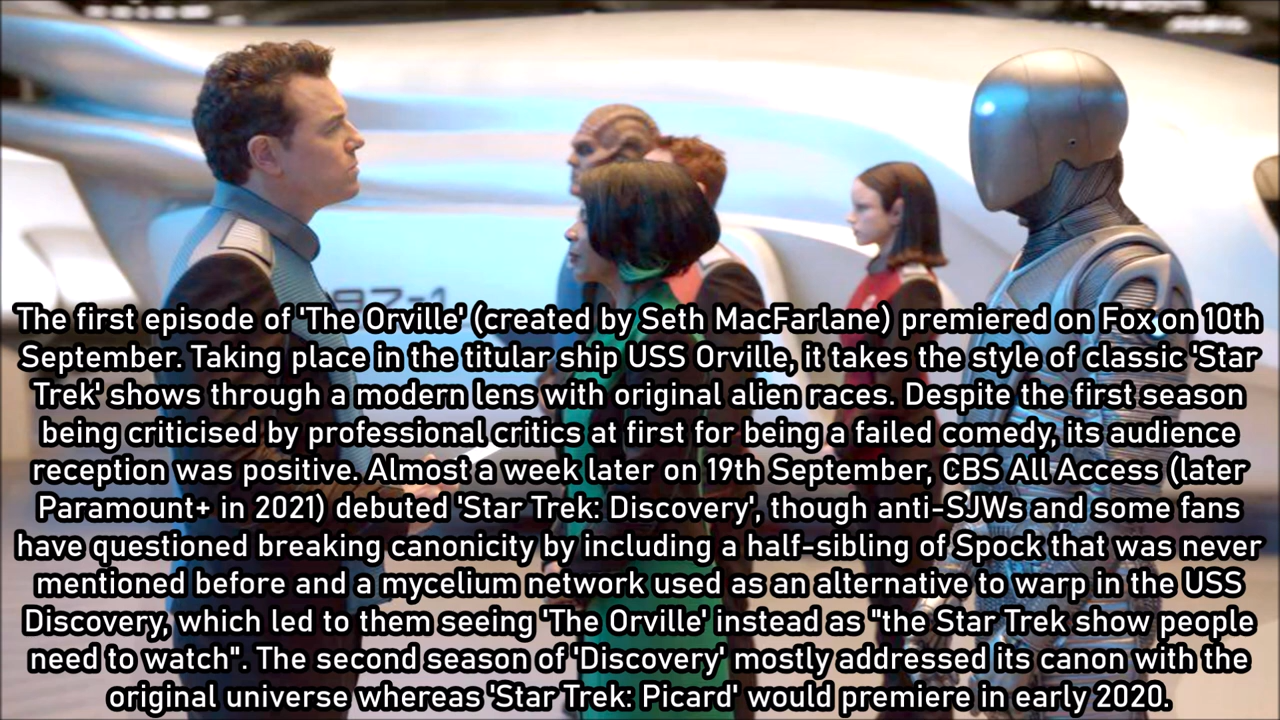 97-1
The first episode of 'The Orville' (created by Seth MacFarlane) premiered on Fox on 10th
September. Taking place in the titular ship USS Orville, it takes the style of classic 'Star
Trek' shows through a modern lens with original alien races. Despite the first season
being criticised by professional critics at first for being a failed comedy, its audience
reception was positive. Almost a week later on 19th September, CBS All Access (later
Paramount+ in 2021) debuted 'Star Trek: Discovery', though anti-SJWs and some fans
have questioned breaking canonicity by including a half-sibling of Spock that was never
mentioned before and a mycelium network used as an alternative to warp in the USS
Discovery, which led to them seeing 'The Orville' instead as "the Star Trek show people
need to watch". The second season of 'Discovery' mostly addressed its canon with the
original universe whereas 'Star Trek: Picard' would premiere in early 2020.